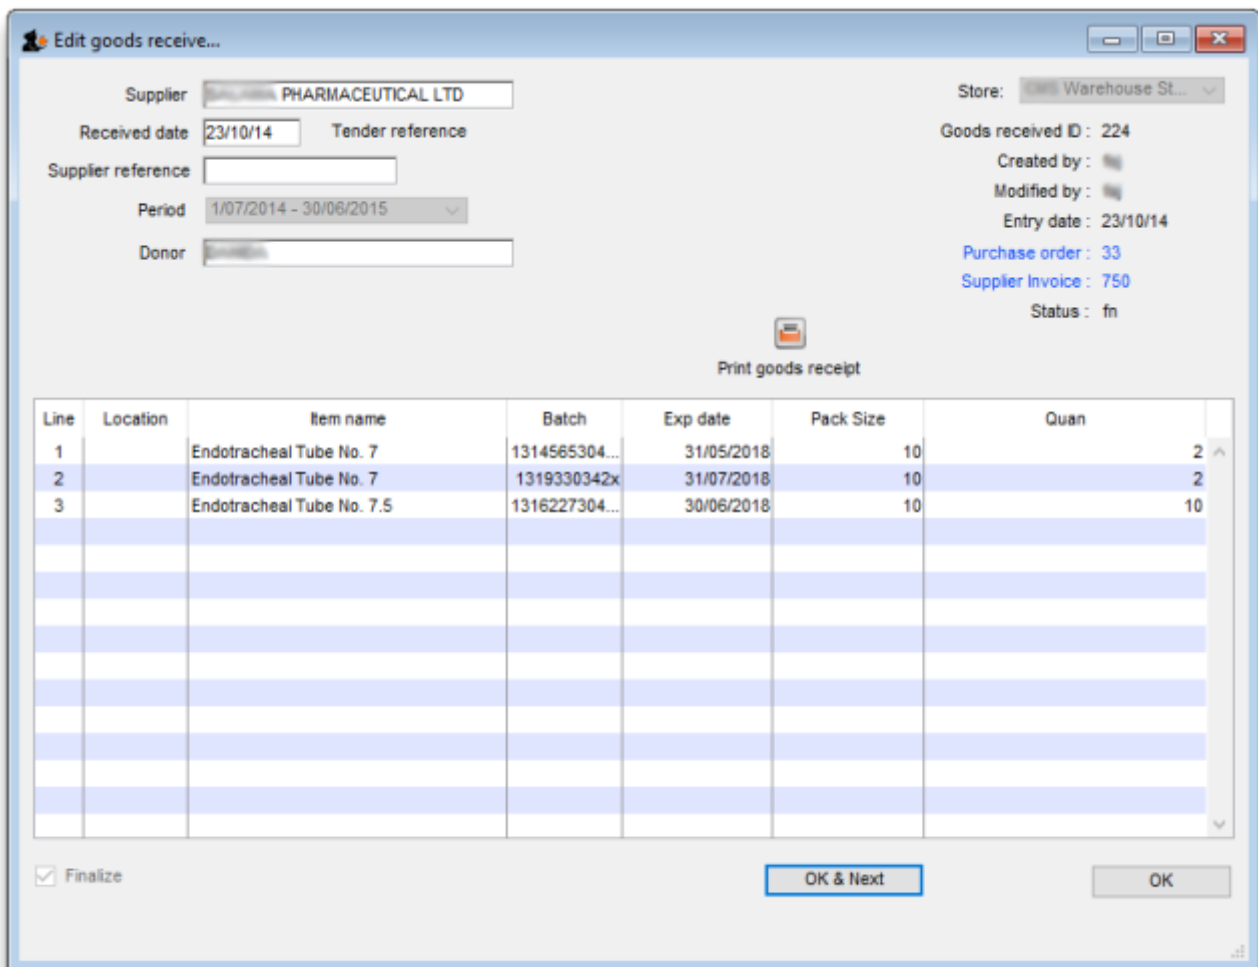 Edit goods receive...
Supplier PHARMACEUTICAL LTD
Store: Warehouse St...
Received date 23/10/14 Tender reference
Goods received ID : 224
Supplier reference
Created by :
Modified by :
Period 1/07/2014 - 30/06/2015
Entry date : 23/10/14
Donor
Purchase order : 33
Supplier Invoice : 750
Status : fn
Print goods receipt
Line Location Item name Batch Exp date Pack Size Quan
1 Endotracheal Tube No. 7 1314565304... 31/05/2018 10 2
2 Endotracheal Tube No. 7 1319330342x 31/07/2018 10 2
3 Endotracheal Tube No. 7.5 1316227304... 30/06/2018 10 10
Finalize OK & Next OK